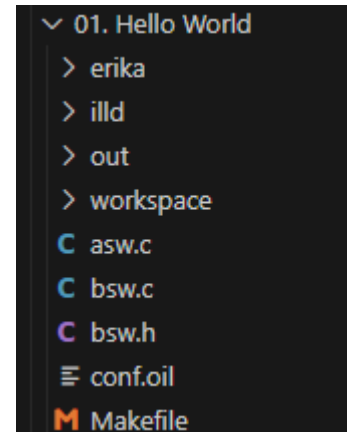 01. Hello World
erika
illd
out
workspace
C asw.c
C bsw.c
C bsw.h
conf.oil
M Makefile